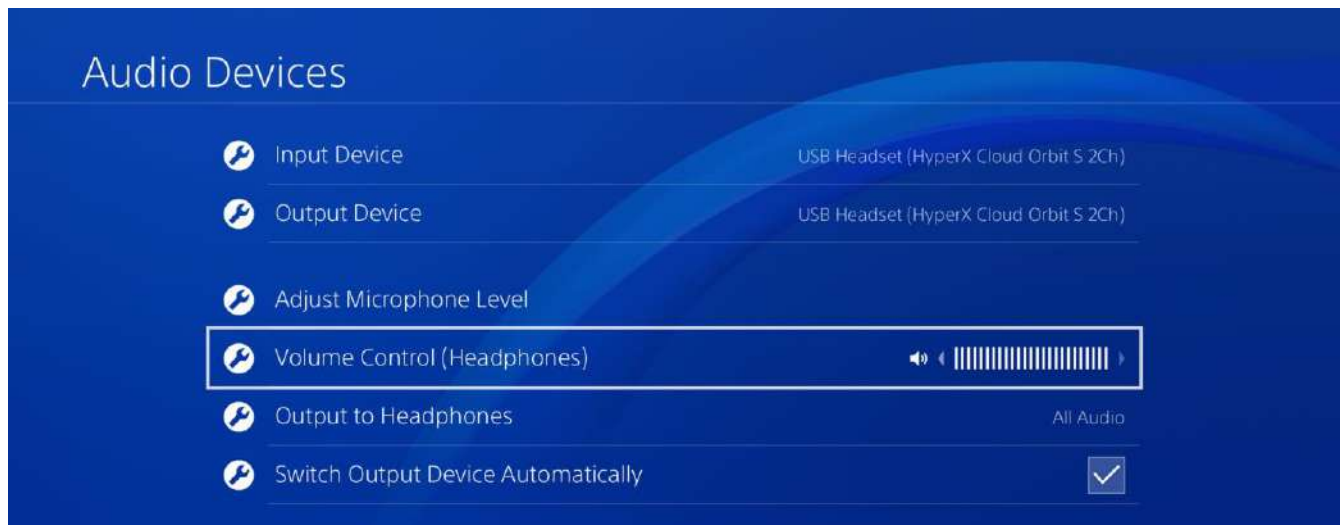 Audio Devices
Input Device USB Headset (HyperX Cloud Orbit S 2Ch)
Output Device USB Headset (HyperX Cloud Orbit S 2Ch)
Adjust Microphone Level
Volume Control (Headphones)
Output to Headphones All Audio
Switch Output Device Automatically